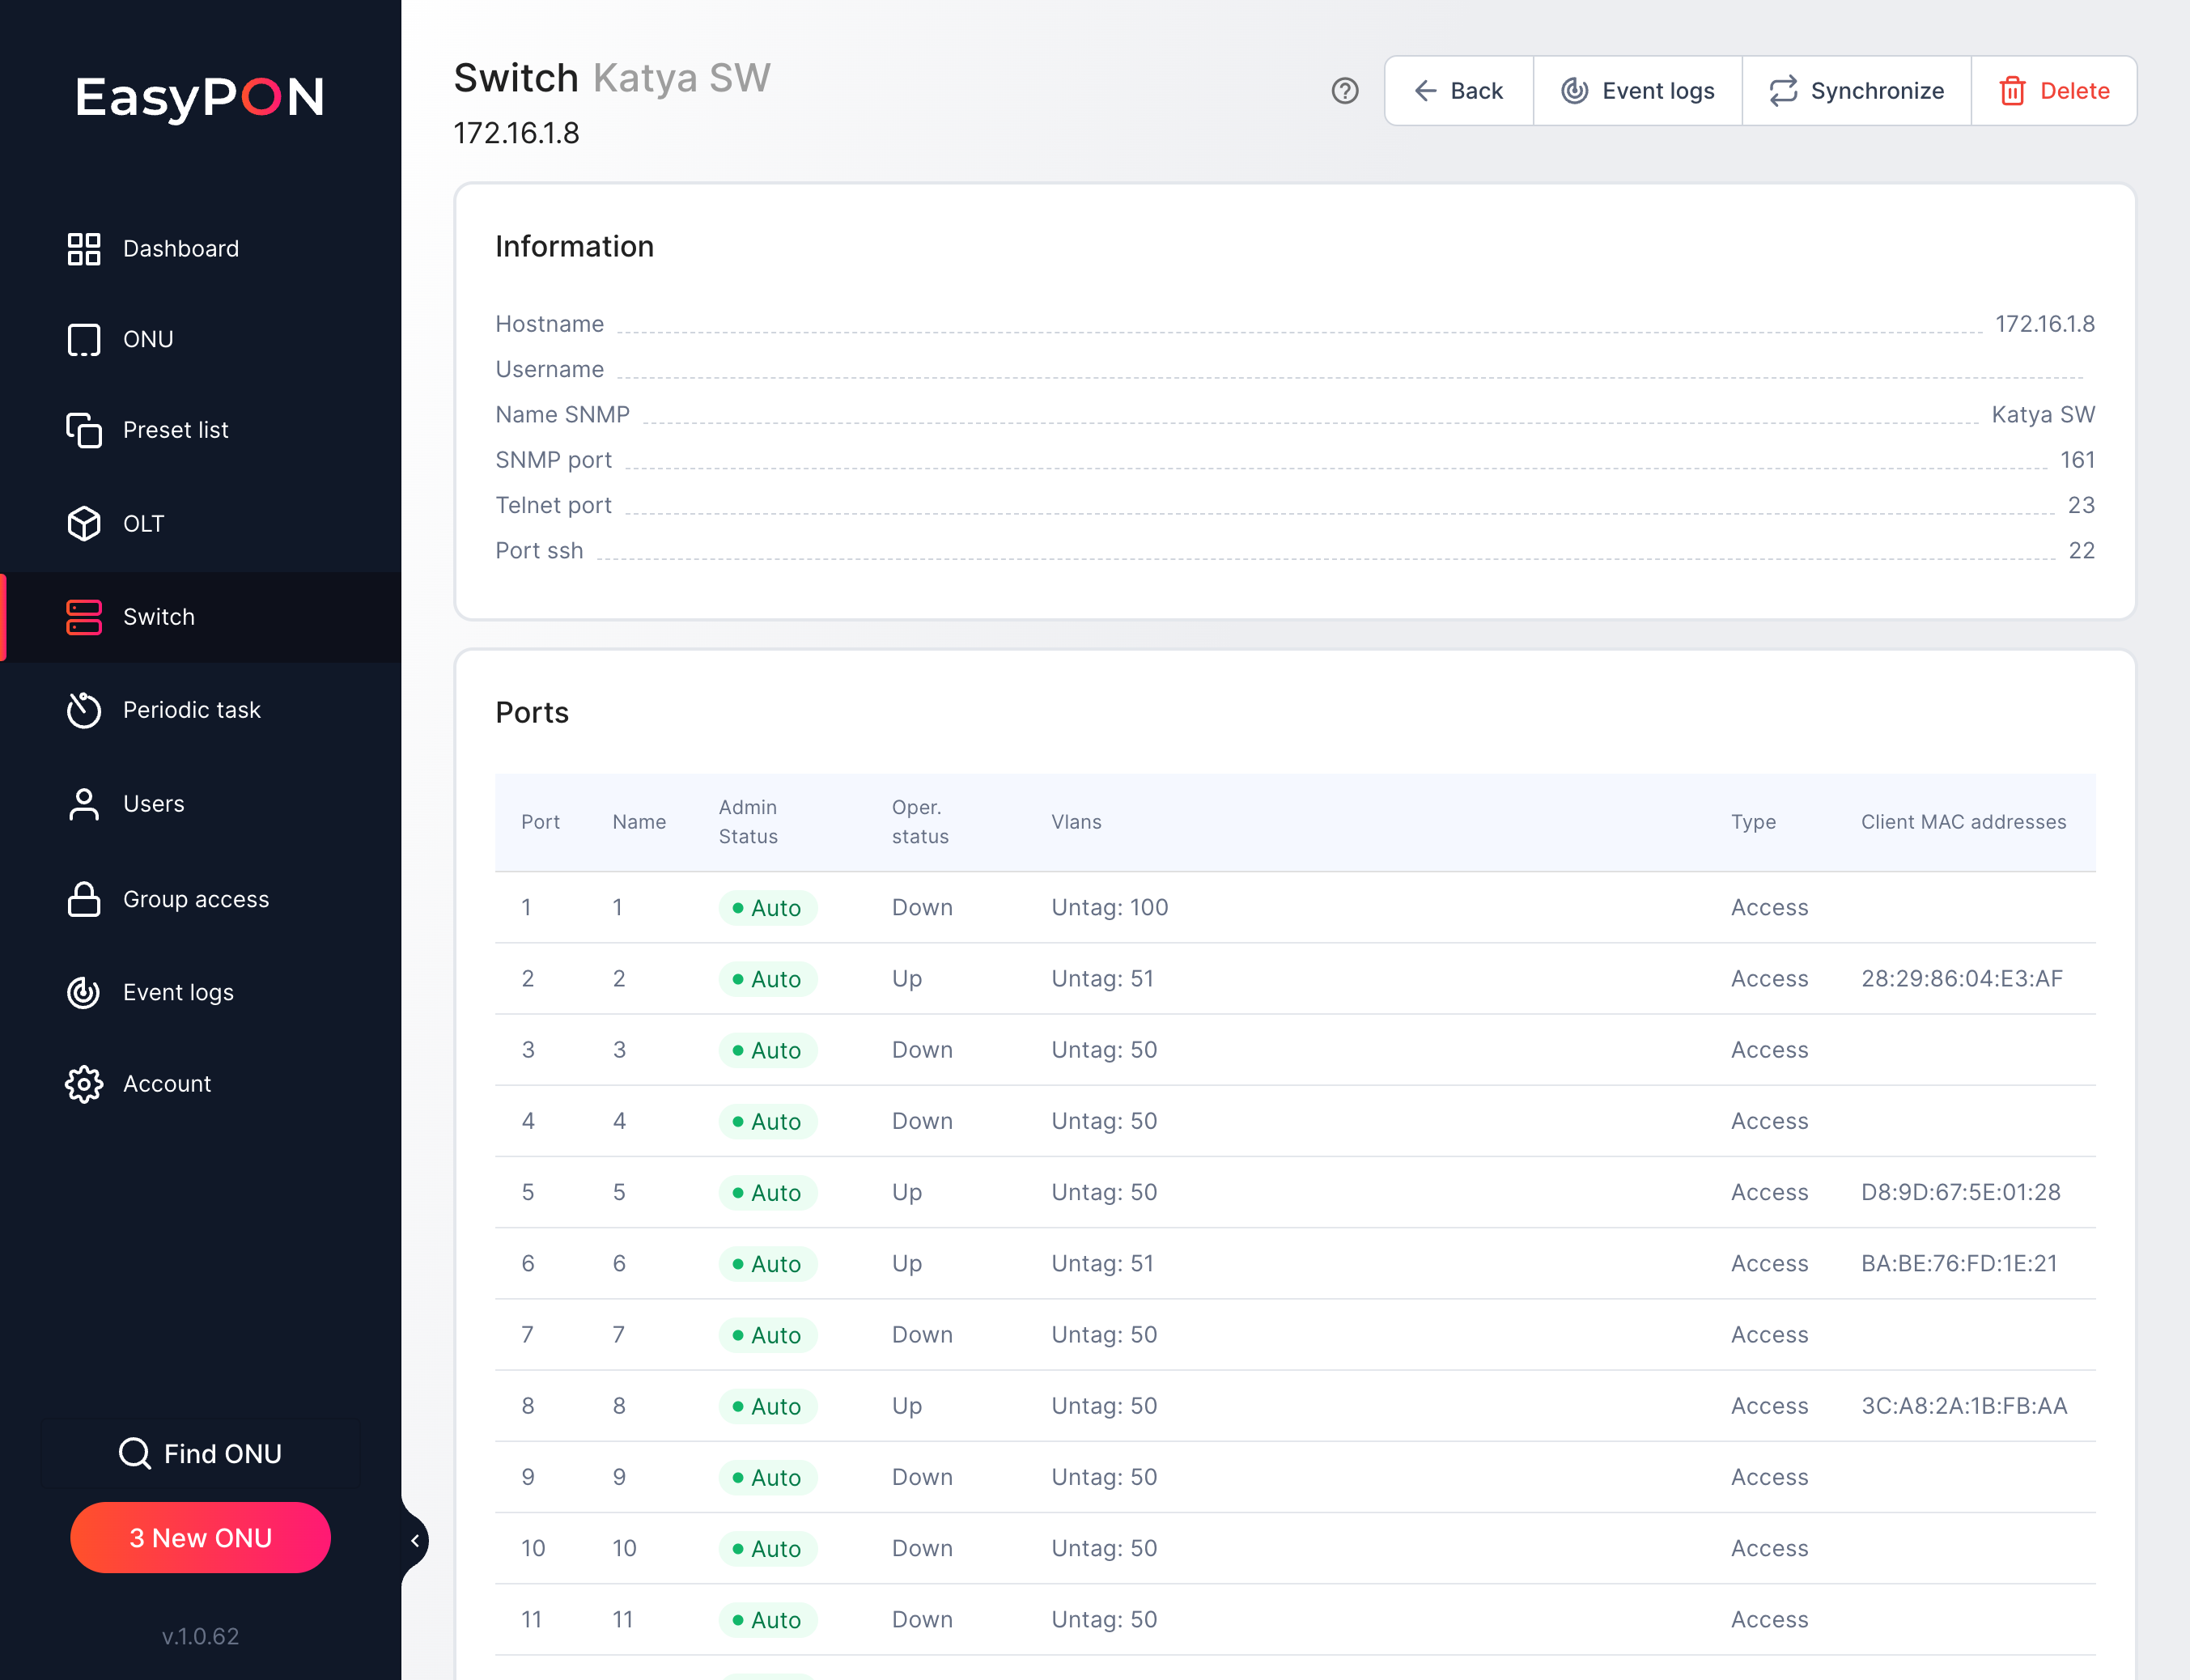 EasyPON
Dashboard
ONU
Preset list
OLT
Switch
Periodic task
Users
Group access
Event logs
Account
Find ONU
3 New ONU
v.1.0.62
Switch Katya SW
172.16.1.8
Back Event logs Synchronize Delete
Information
Hostname 172.16.1.8
Username
Name SNMP Katya SW
SNMP port 161
Telnet port 23
Port ssh 22
Ports
Port Name Admin Status Oper. status Vlans Type Client MAC addresses
1 1 Auto Down Untag: 100 Access
2 2 Auto Up Untag: 51 Access 28:29:86:04:E3:AF
3 3 Auto Down Untag: 50 Access
4 4 Auto Down Untag: 50 Access
5 5 Auto Up Untag: 50 Access D8:9D:67:5E:01:28
6 6 Auto Up Untag: 51 Access BA:BE:76:FD:1E:21
7 7 Auto Down Untag: 50 Access
8 8 Auto Up Untag: 50 Access 3C:A8:2A:1B:FB:AA
9 9 Auto Down Untag: 50 Access
10 10 Auto Down Untag: 50 Access
11 11 Auto Down Untag: 50 Access